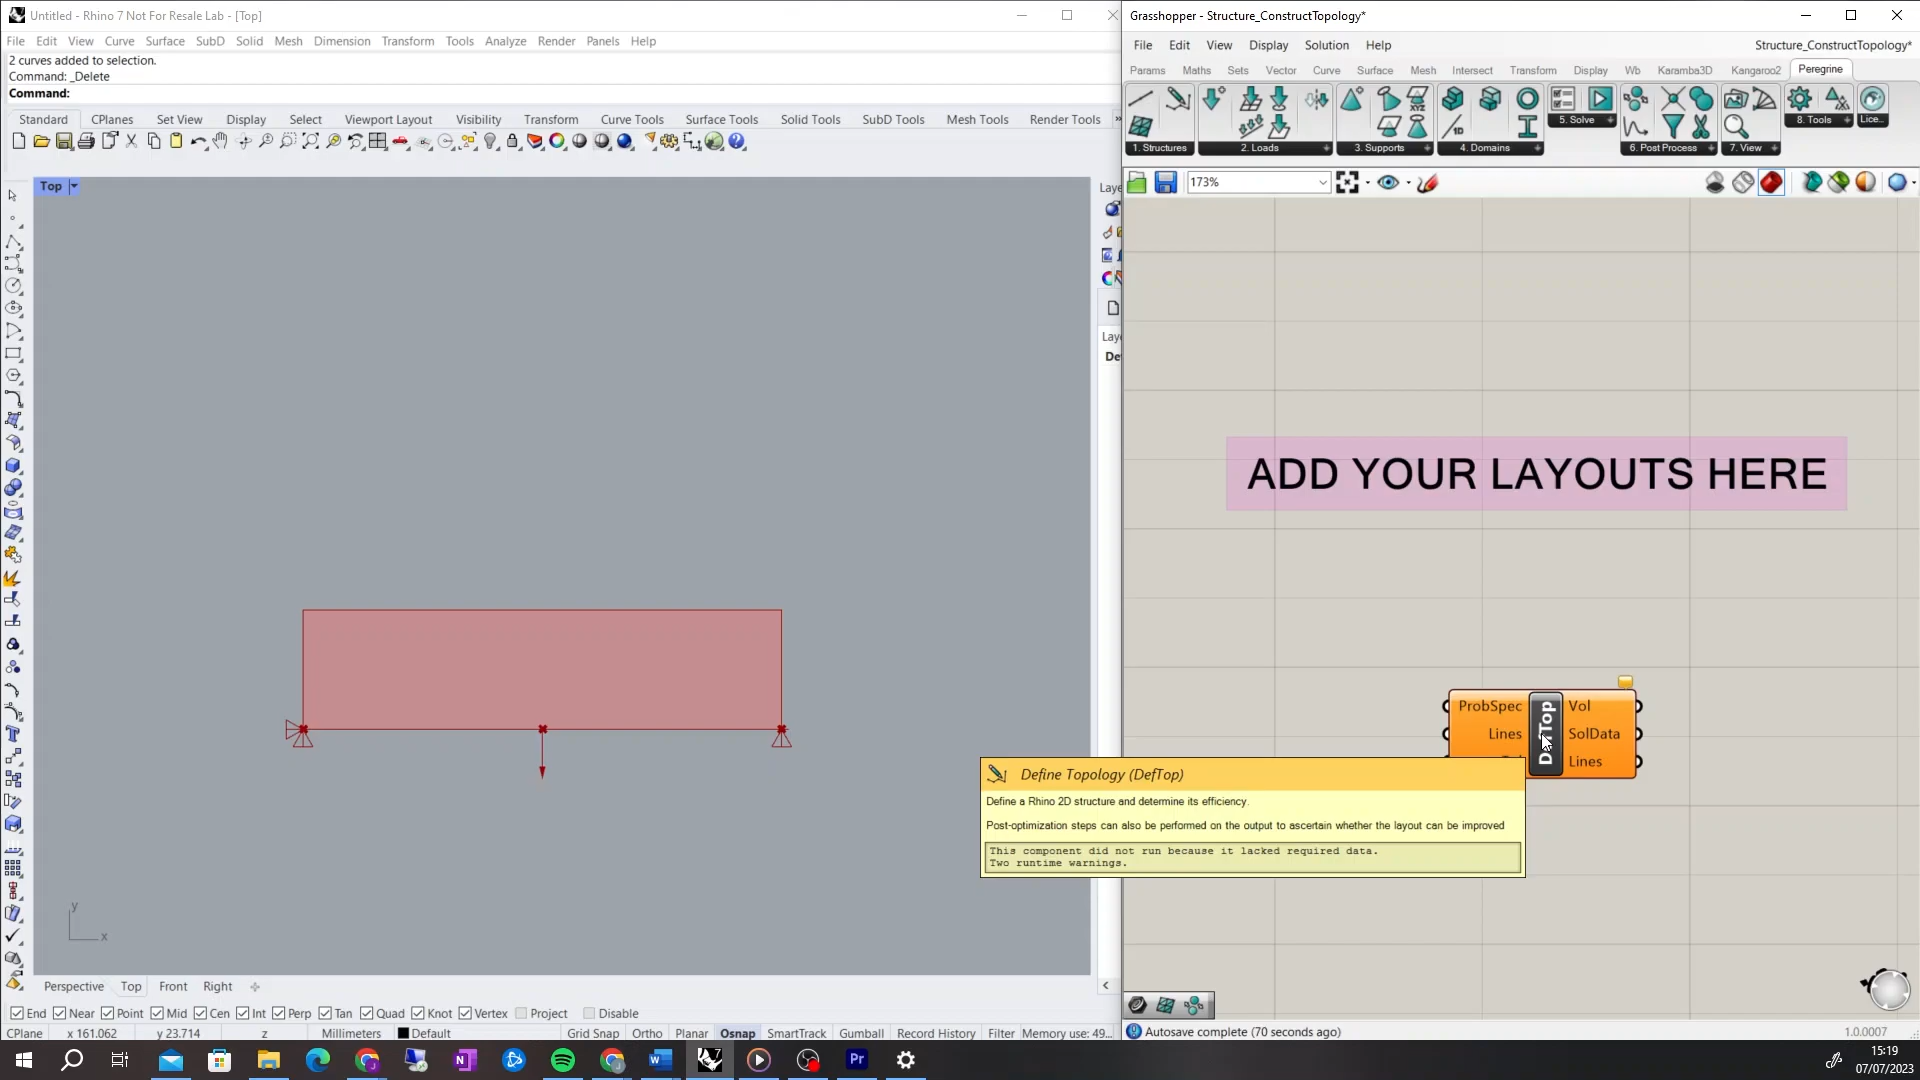 Untitled - Rhino 7 Not For Resale Lab - [Top]
File Edit View Curve Surface SubD Solid Mesh Dimension Transform Tools Analyze Render Panels Help
2 curves added to selection.
Command: _Delete
Command:
Standard CPlanes Set View Display Select Viewport Layout Visibility Transform Curve Tools Surface Tools Solid Tools SubD Tools Mesh Tools Render Tools »
Top
Laye
Laye
De
y
x
Perspective Top Front Right
End Near Point Mid Cen Int Perp Tan Quad Knot Vertex Project Disable
CPlane x 161.062 y 23.714 z Millimeters Default Grid Snap Ortho Planar Osnap SmartTrack Gumball Record History Filter Memory use: 49...
Grasshopper - Structure_ConstructTopology*
File Edit View Display Solution Help Structure_ConstructTopology*
Params Maths Sets Vector Curve Surface Mesh Intersect Transform Display Wb Karamba3D Kangaroo2 Peregrine
XYZ
1D
1. Structures 2. Loads 3. Supports 4. Domains 5. Solve 6. Post Process 7. View 8. Tools Lice...
173%
ADD YOUR LAYOUTS HERE
ProbSpec
Lines
DefTop
Vol
SolData
Lines
Define Topology (DefTop)
Define a Rhino 2D structure and determine its efficiency.
Post-optimization steps can also be performed on the output to ascertain whether the layout can be improved
This component did not run because it lacked required data.
Two runtime warnings.
Autosave complete (70 seconds ago) 1.0.0007
15:19
07/07/2023